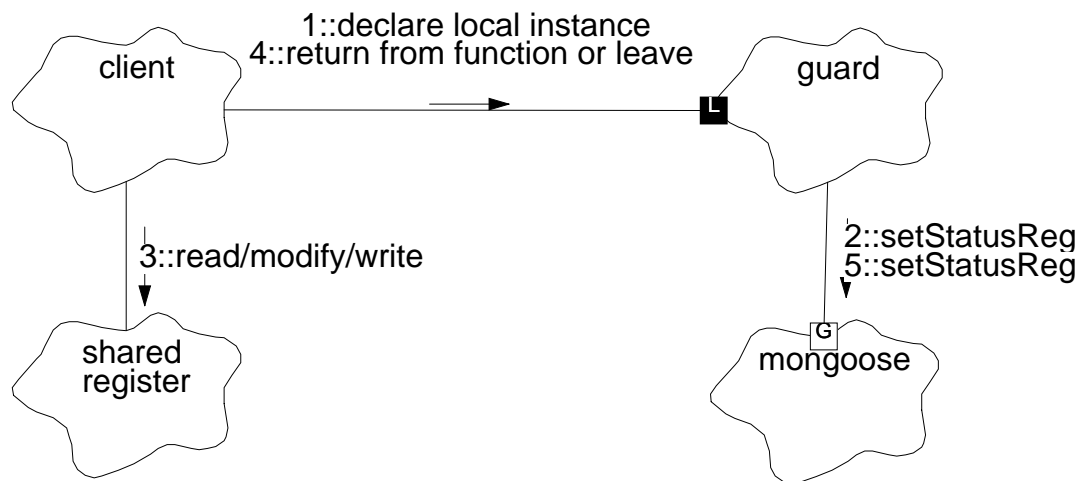 1::declare local instance
4::return from function or leave
client
guard
L
3::read/modify/write
2::setStatusReg
5::setStatusReg
shared
register
G
mongoose